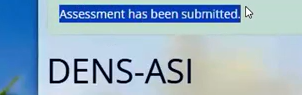 Assessment has been submitted.
DENS-ASI